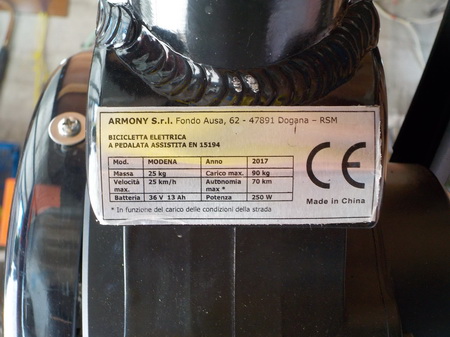 ARMONY S.r.l. Fondo Ausa, 62 - 47891 Dogana – RSM
BICICLETTA ELETTRICA
A PEDALATA ASSISTITA EN 15194
Mod. MODENA Anno 2017
Massa 25 kg Carico max. 90 kg
Velocità max. 25 km/h Autonomia max * 70 km
Batteria 36 V 13 Ah Potenza 250 W
* In funzione del carico delle condizioni della strada
CE
Made in China